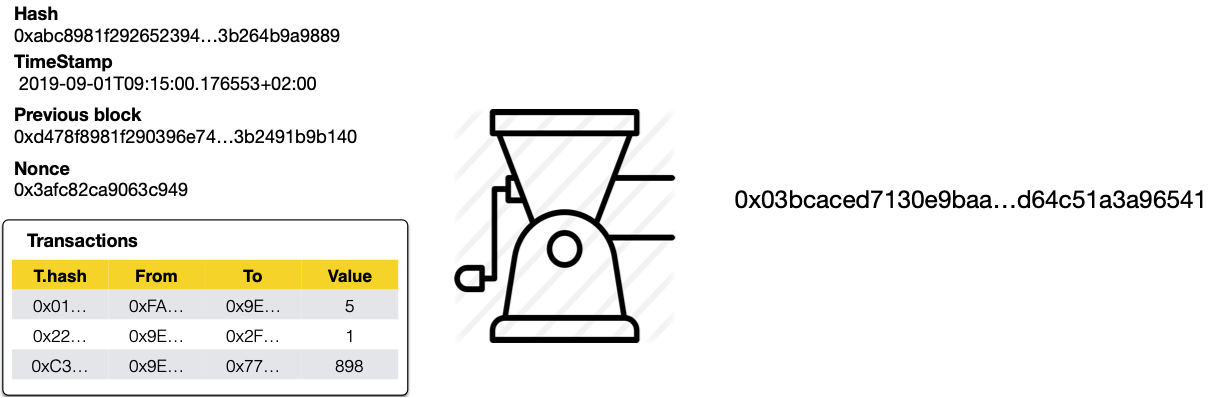 Hash
0xabc8981f292652394…3b264b9a9889
TimeStamp
2019-09-01T09:15:00.176553+02:00
Previous block
0xd478f8981f290396e74…3b2491b9b140
Nonce
0x3afc82ca9063c949
Transactions
T.hash From To Value
0x01… 0xFA… 0x9E… 5
0x22… 0x9E… 0x2F… 1
0xC3… 0x9E… 0x77… 898
0x03bcaced7130e9baa…d64c51a3a96541